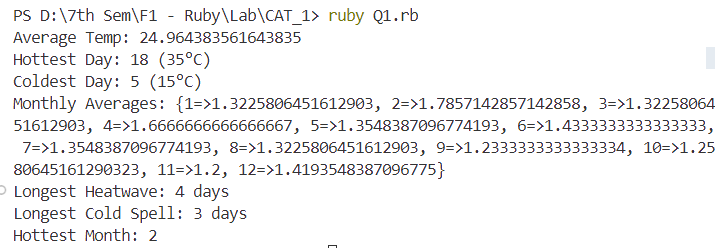 PS D:\7th Sem\F1 - Ruby\Lab\CAT_1> ruby Q1.rb
Average Temp: 24.964383561643835
Hottest Day: 18 (35°C)
Coldest Day: 5 (15°C)
Monthly Averages: {1=>1.3225806451612903, 2=>1.7857142857142858, 3=>1.32258064
51612903, 4=>1.6666666666666667, 5=>1.3548387096774193, 6=>1.4333333333333333,
 7=>1.3548387096774193, 8=>1.3225806451612903, 9=>1.2333333333333334, 10=>1.25
80645161290323, 11=>1.2, 12=>1.4193548387096775}
Longest Heatwave: 4 days
Longest Cold Spell: 3 days
Hottest Month: 2